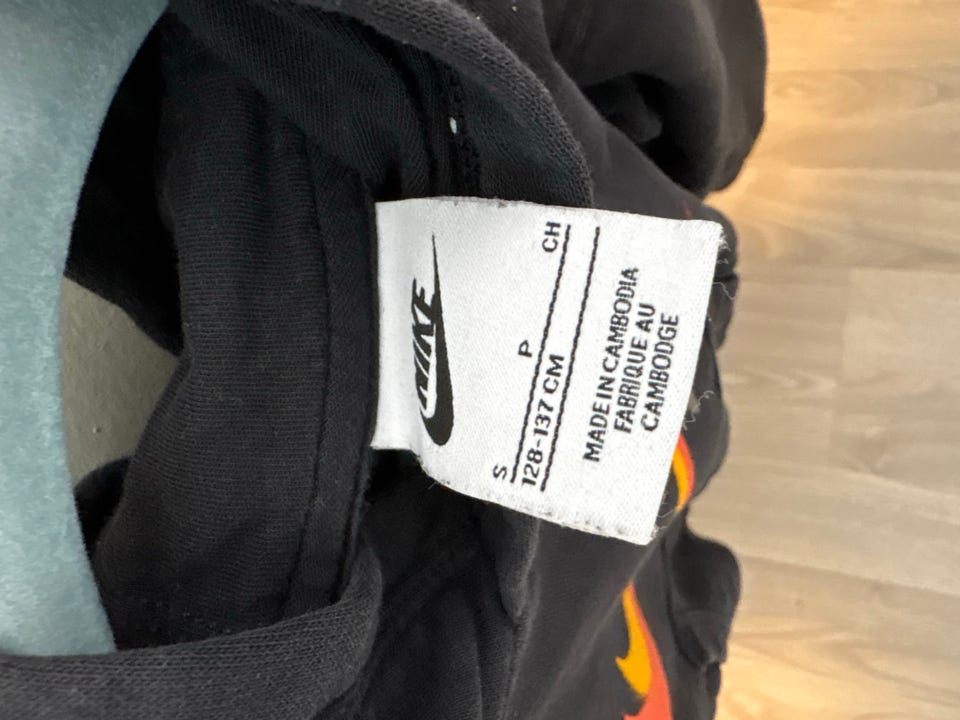 NIKE
S P CH
128-137 CM
MADE IN CAMBODIA
FABRIQUE AU
CAMBODGE